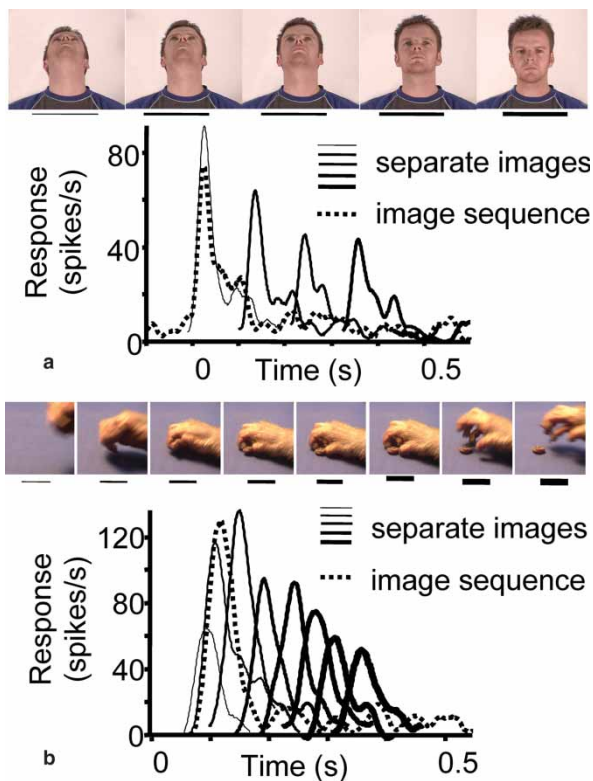 80
40
0
Response
(spikes/s)
separate images
image sequence
0
Time (s)
0.5
a
120
80
40
0
Response
(spikes/s)
separate images
image sequence
0
Time (s)
0.5
b